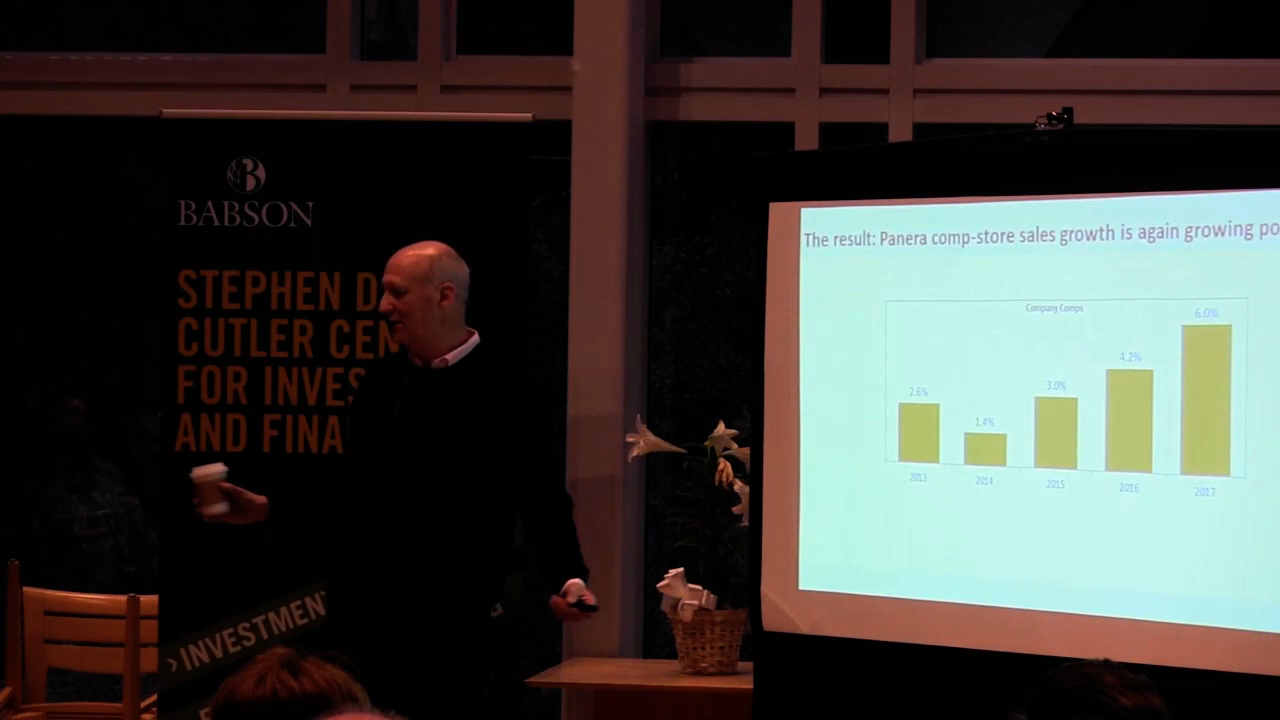 BABSON
STEPHEN D.
CUTLER CEN
FOR INVES
AND FINA
> INVESTMEN
The result: Panera comp-store sales growth is again growing po
Company Comps
2.6%
1.4%
3.0%
4.2%
6.0%
2013
2014
2015
2016
2017